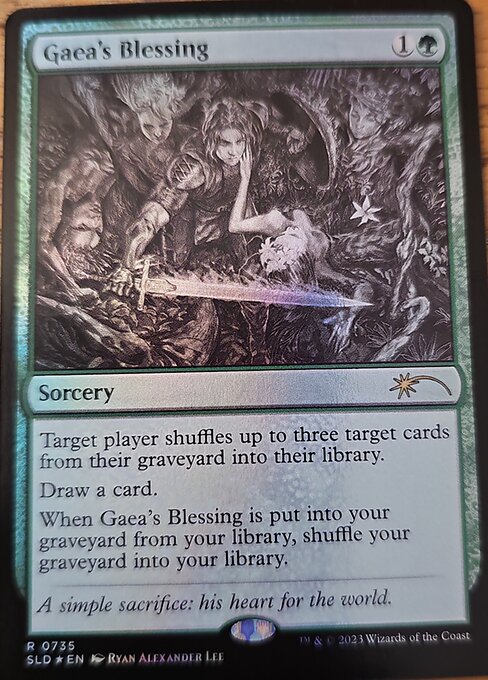 Gaea's Blessing 1
Sorcery
Target player shuffles up to three target cards
from their graveyard into their library.
Draw a card.
When Gaea's Blessing is put into your
graveyard from your library, shuffle your
graveyard into your library.
A simple sacrifice: his heart for the world.
R 0735
SLD★EN Ryan Alexander Lee
™ & © 2023 Wizards of the Coast